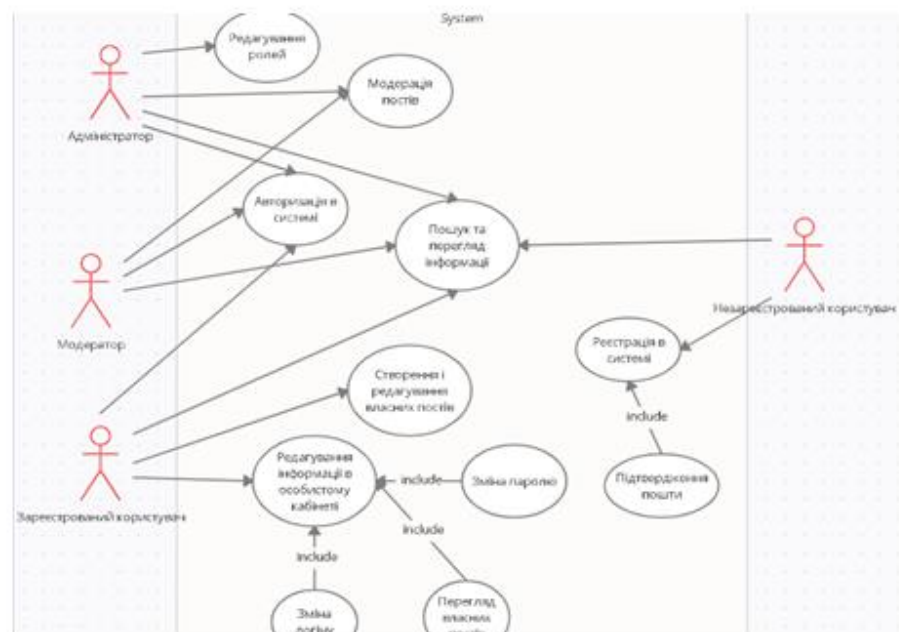 System
Редагування
ролей
Модерація
постів
Адміністратор
Авторизація в
системі
Пошук та
перегляд
інформації
Незареєстрований користувач
Модератор
Реєстрація в
системі
Створення і
редагування
власних постів
include
Редагування
інформації в
особистому
кабінеті
include
Зміна паролю
Підтвердження
пошти
Зареєстрований користувач
include
include
Зміна
Перегляд
власних